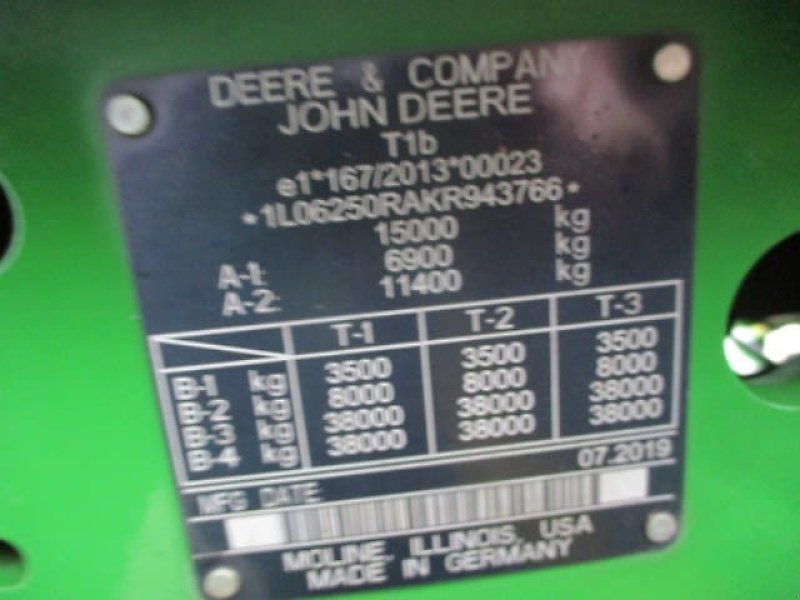 DEERE & COMPANY
JOHN DEERE
T1b
e1*167/2013*00023
*1L06250RAKR943766*
15000 kg
A-1: 6900 kg
A-2: 11400 kg
T-1 T-2 T-3
B-1 kg 3500 3500 3500
B-2 kg 8000 8000 8000
B-3 kg 38000 38000 38000
B-4 kg 38000 38000 38000
MFG DATE 07.2019
MOLINE, ILLINOIS, USA
MADE IN GERMANY